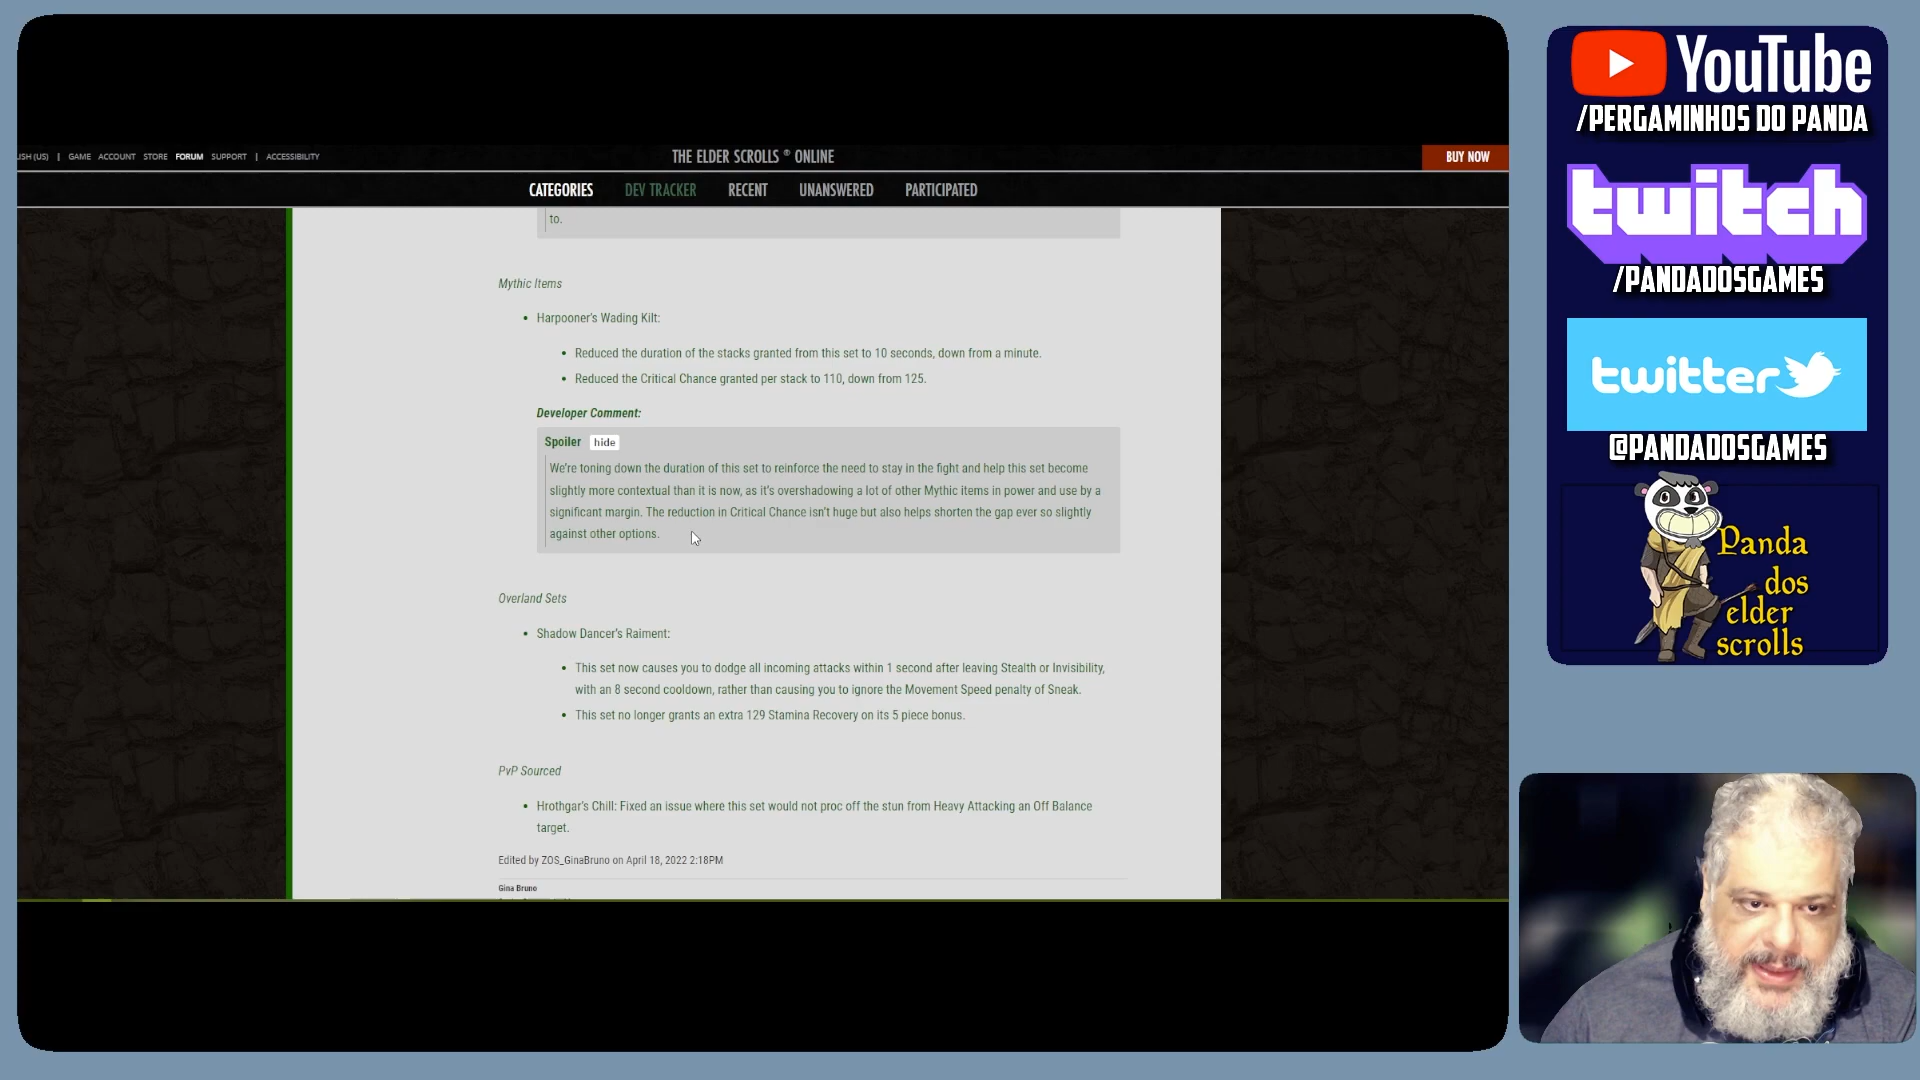 JSH (US) | GAME ACCOUNT STORE FORUM SUPPORT | ACCESSIBILITY
THE ELDER SCROLLS ® ONLINE
BUY NOW
CATEGORIES DEV TRACKER RECENT UNANSWERED PARTICIPATED
to.
Mythic Items
• Harpooner's Wading Kilt:
• Reduced the duration of the stacks granted from this set to 10 seconds, down from a minute.
• Reduced the Critical Chance granted per stack to 110, down from 125.
Developer Comment:
Spoiler hide
We're toning down the duration of this set to reinforce the need to stay in the fight and help this set become
slightly more contextual than it is now, as it's overshadowing a lot of other Mythic items in power and use by a
significant margin. The reduction in Critical Chance isn't huge but also helps shorten the gap ever so slightly
against other options.
Overland Sets
• Shadow Dancer's Raiment:
• This set now causes you to dodge all incoming attacks within 1 second after leaving Stealth or Invisibility,
with an 8 second cooldown, rather than causing you to ignore the Movement Speed penalty of Sneak.
• This set no longer grants an extra 129 Stamina Recovery on its 5 piece bonus.
PvP Sourced
• Hrothgar's Chill: Fixed an issue where this set would not proc off the stun from Heavy Attacking an Off Balance
target.
Edited by ZOS_GinaBruno on April 18, 2022 2:18PM
Gina Bruno
YouTube
/PERGAMINHOS DO PANDA
twitch
/PANDADOSGAMES
twitter
@PANDADOSGAMES
Panda
dos
elder
scrolls